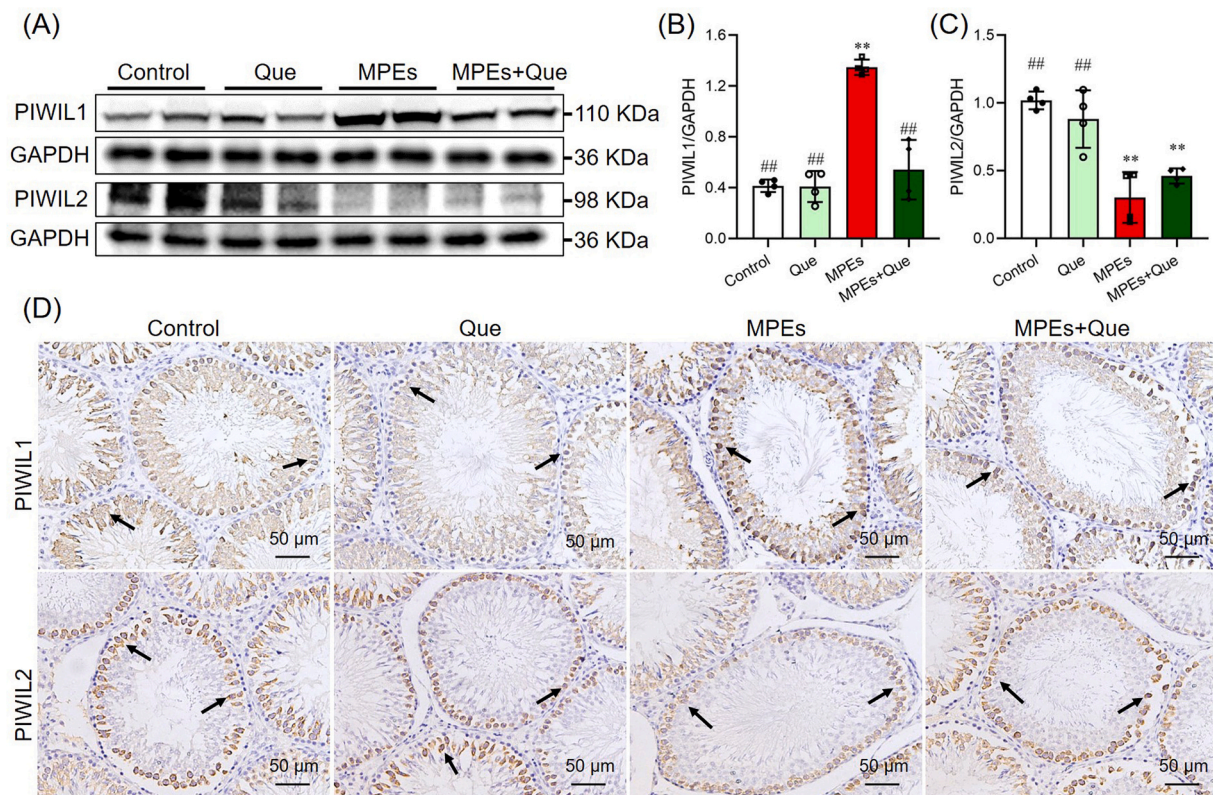 (A)
Control Que MPEs MPEs+Que
PIWIL1 110 KDa
GAPDH 36 KDa
PIWIL2 98 KDa
GAPDH 36 KDa
(B)
PIWIL1/GAPDH
1.6
1.2
0.8
0.4
0.0
## ## ** ##
Control Que MPEs MPEs+Que
(C)
PIWIL2/GAPDH
1.5
1.0
0.5
0.0
## ## ** **
Control Que MPEs MPEs+Que
(D)
Control Que MPEs MPEs+Que
PIWIL1
50 μm 50 μm 50 μm 50 μm
PIWIL2
50 μm 50 μm 50 μm 50 μm